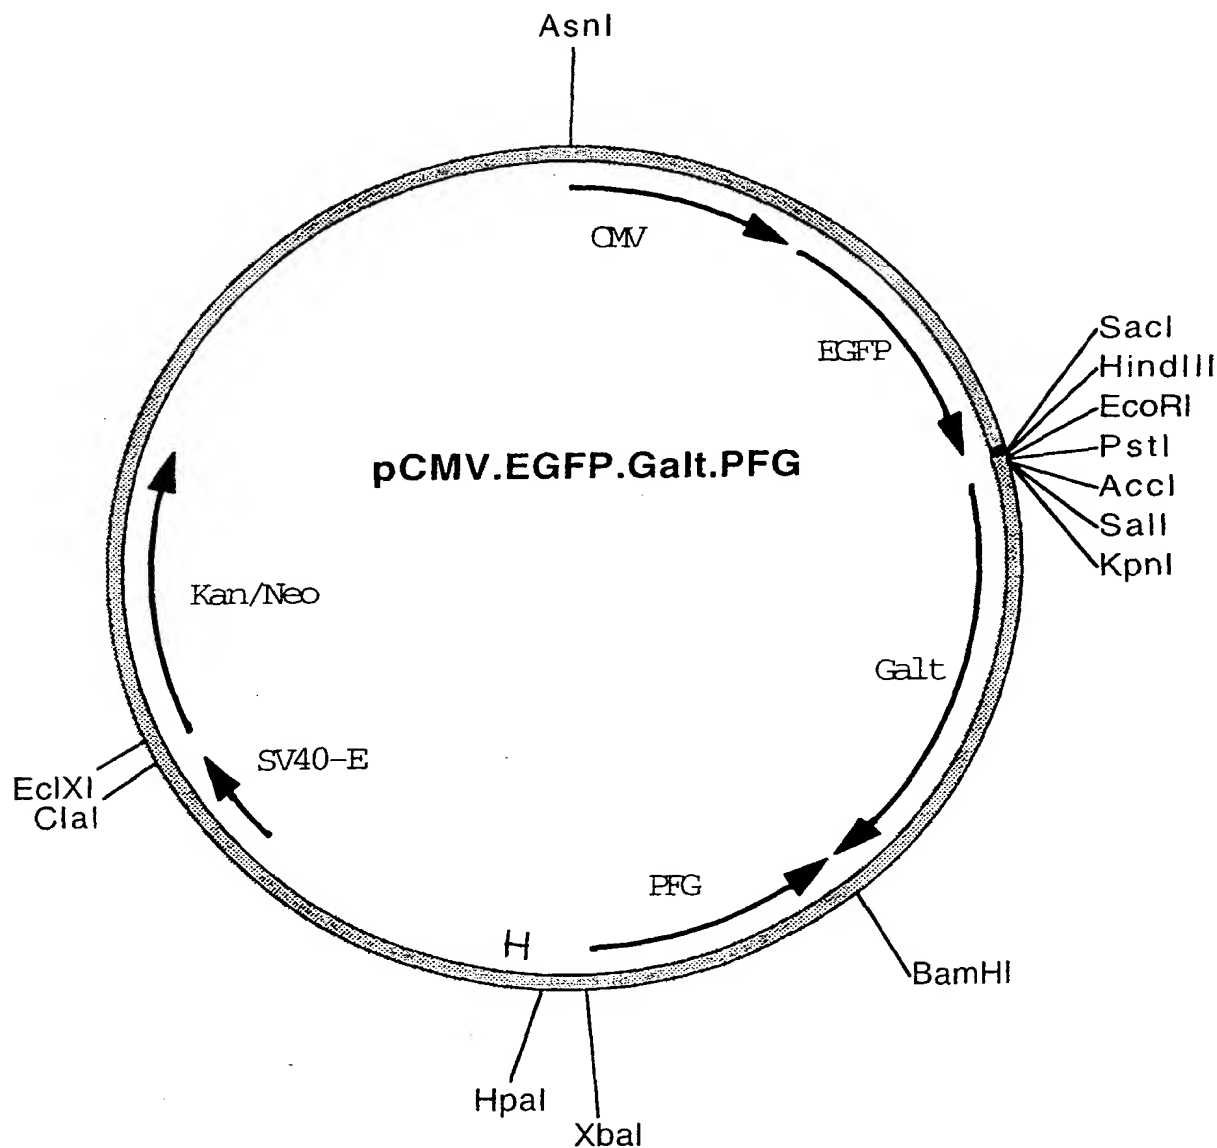 AsnI
CMV
EGFP
SacI
HindIII
EcoRI
PstI
AccI
SalI
KpnI
pCMV.EGFP.Galt.PFG
Kan/Neo
Galt
SV40-E
EclXI
ClaI
PFG
H
BamHI
HpaI
XbaI